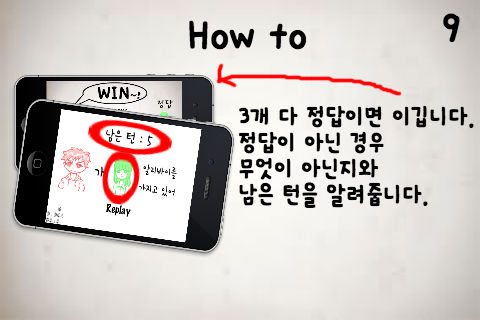 How to
9
WIN~!
정답
남은 턴 : 5
가
알리바이를
가지고 있어
Replay
3개 다 정답이면 이깁니다.
정답이 아닌 경우
무엇이 아닌지와
남은 턴을 알려줍니다.